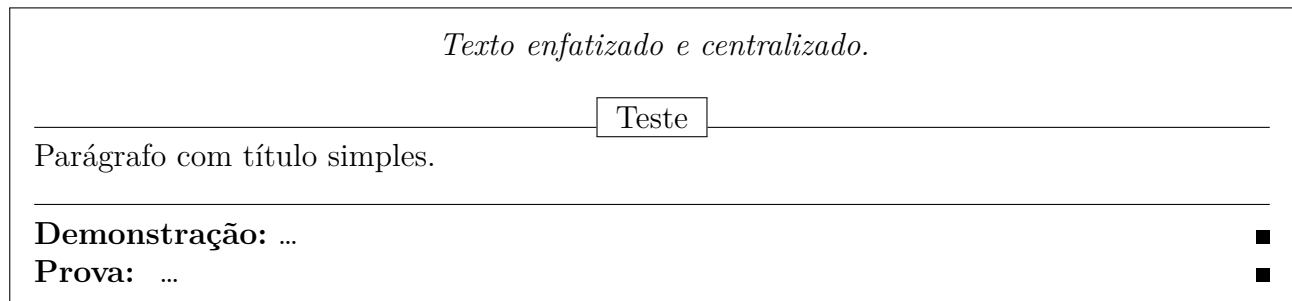 Texto enfatizado e centralizado.
Teste
Parágrafo com título simples.
Demonstração: ... ■
Prova: ... ■